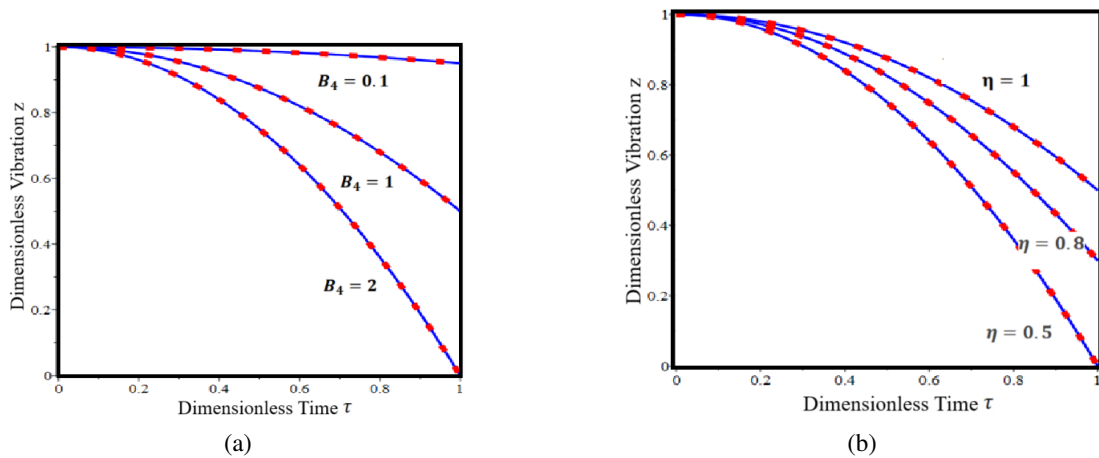 1
0.8
0.6
0.4
0.2
0
0
0.2
0.4
0.6
0.8
1
Dimensionless Vibration z
B₄ = 0.1
B₄ = 1
B₄ = 2
Dimensionless Time τ
(a)
1
0.8
0.6
0.4
0.2
0
0
0.2
0.4
0.6
0.8
1
Dimensionless Vibration z
η = 1
η = 0.8
η = 0.5
Dimensionless Time τ
(b)